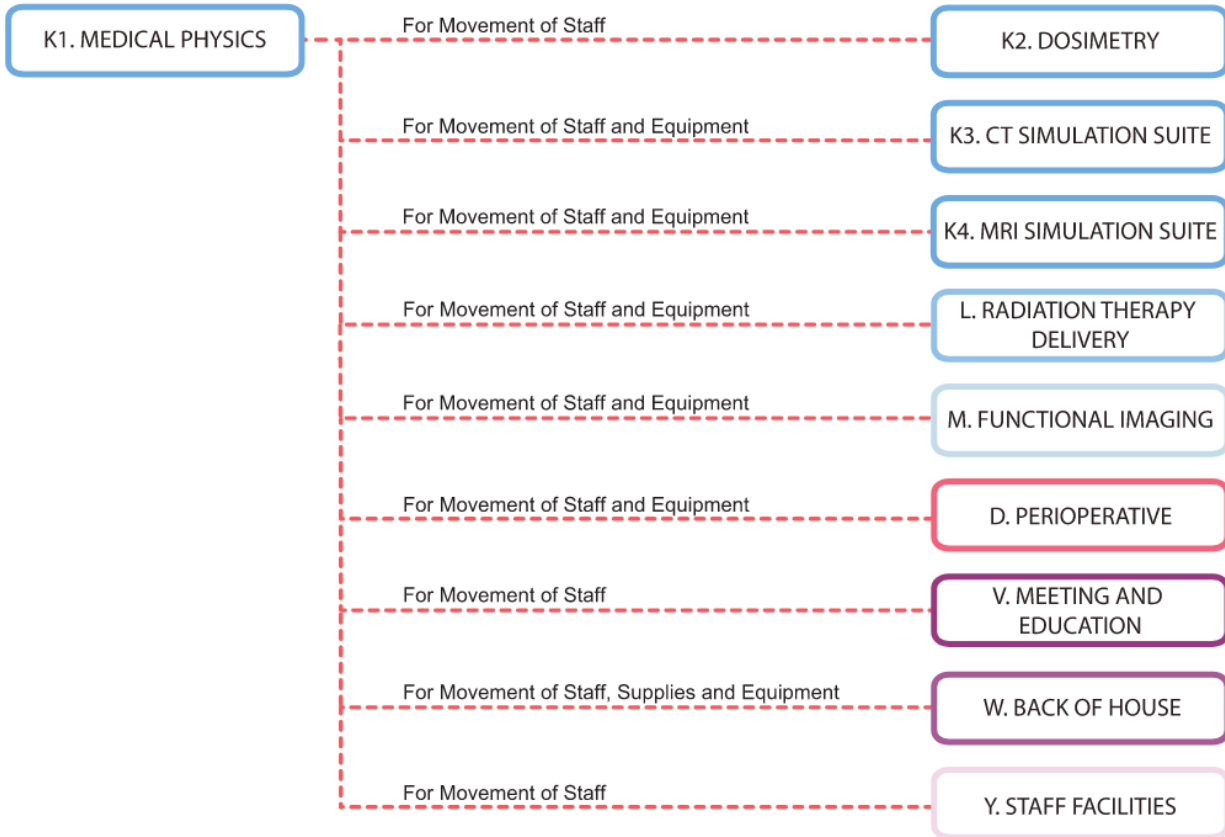 K1. MEDICAL PHYSICS
For Movement of Staff
K2. DOSIMETRY
For Movement of Staff and Equipment
K3. CT SIMULATION SUITE
For Movement of Staff and Equipment
K4. MRI SIMULATION SUITE
For Movement of Staff and Equipment
L. RADIATION THERAPY
DELIVERY
For Movement of Staff and Equipment
M. FUNCTIONAL IMAGING
For Movement of Staff and Equipment
D. PERIOPERATIVE
For Movement of Staff
V. MEETING AND
EDUCATION
For Movement of Staff, Supplies and Equipment
W. BACK OF HOUSE
For Movement of Staff
Y. STAFF FACILITIES